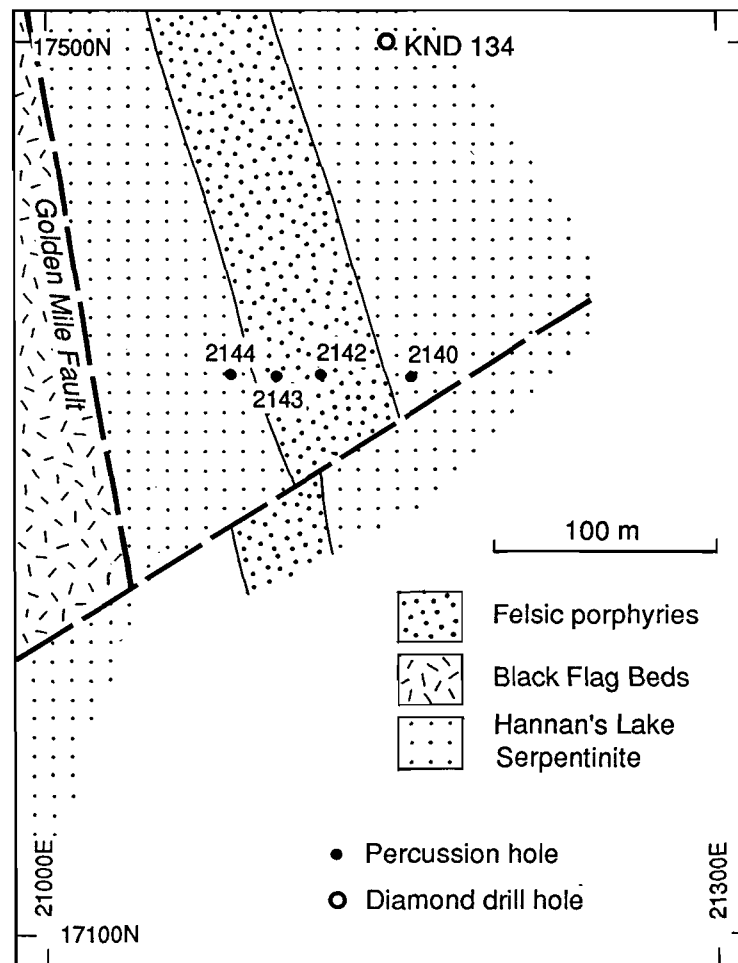 17500N
KND 134
Golden Mile Fault
2144
2142
2140
2143
100 m
Felsic porphyries
Black Flag Beds
Hannan's Lake
Serpentinite
Percussion hole
Diamond drill hole
21000E
21300E
17100N